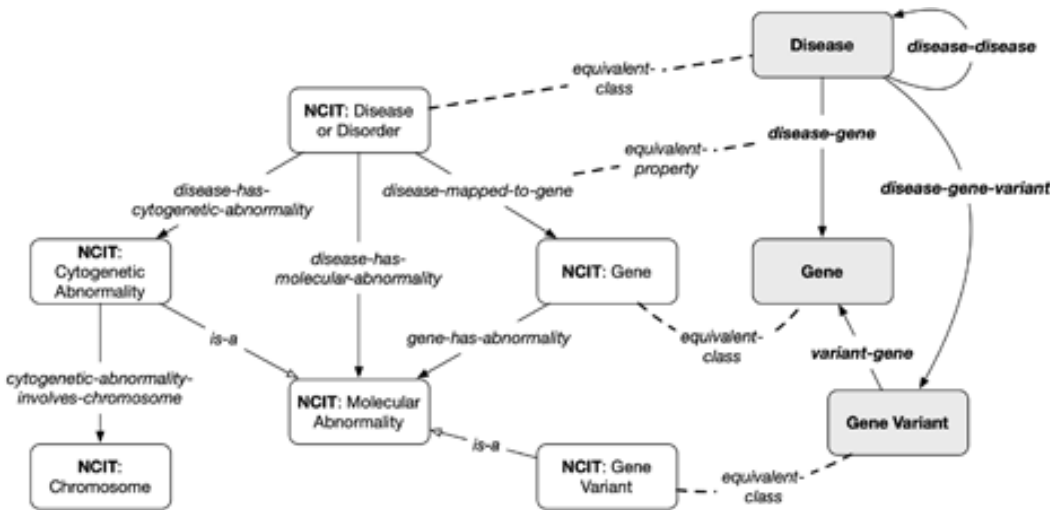 Disease
disease-disease
equivalent-
class
NCIT: Disease
or Disorder
disease-gene
equivalent-
property
disease-has-
cytogenetic-abnormality
disease-mapped-to-gene
disease-gene-variant
NCIT:
Cytogenetic
Abnormality
disease-has-
molecular-abnormality
NCIT: Gene
Gene
is-a
gene-has-abnormality
equivalent-
class
variant-gene
cytogenetic-abnormality-
involves-chromosome
NCIT: Molecular
Abnormality
Gene Variant
is-a
NCIT:
Chromosome
NCIT: Gene
Variant
equivalent-
class